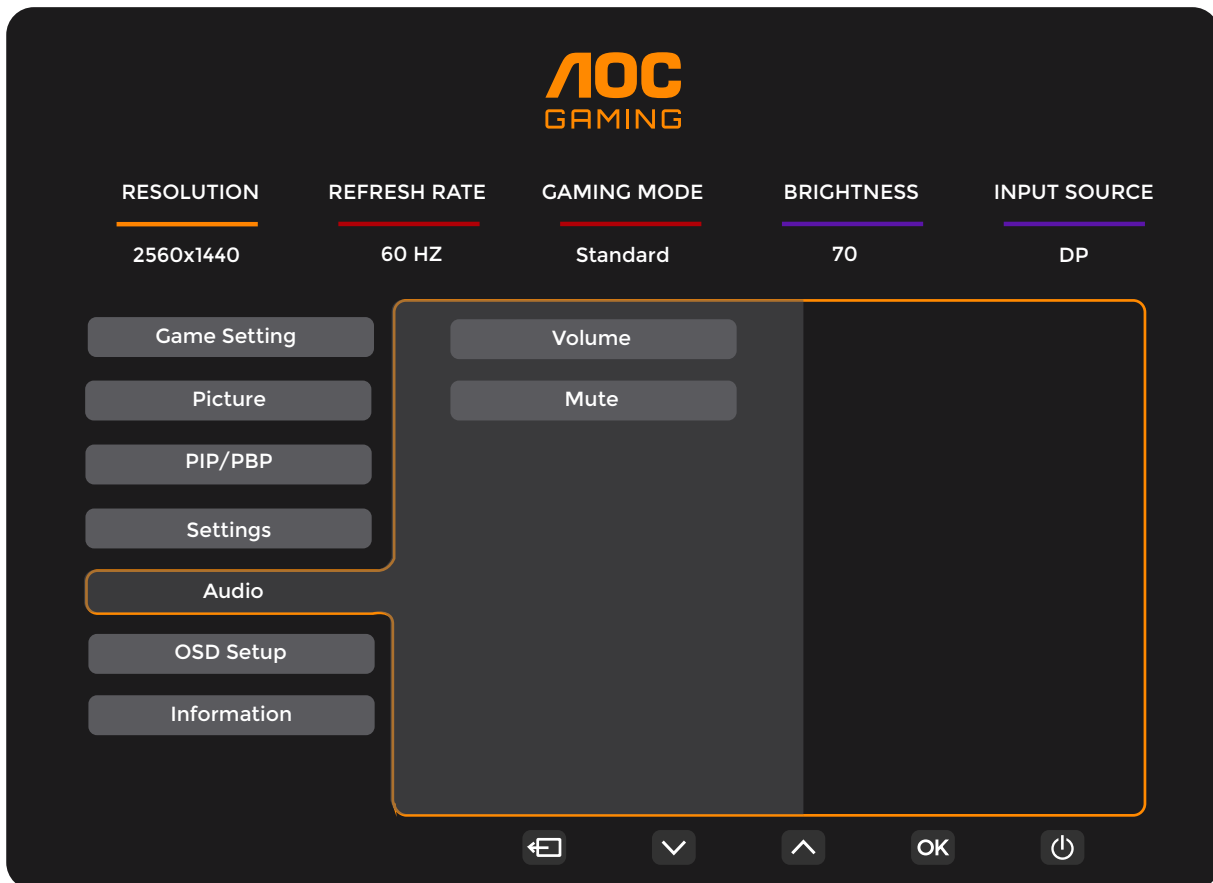 AOC
GAMING
RESOLUTION REFRESH RATE GAMING MODE BRIGHTNESS INPUT SOURCE
2560x1440 60 HZ Standard 70 DP
Game Setting Volume
Picture Mute
PIP/PBP
Settings
Audio
OSD Setup
Information
OK